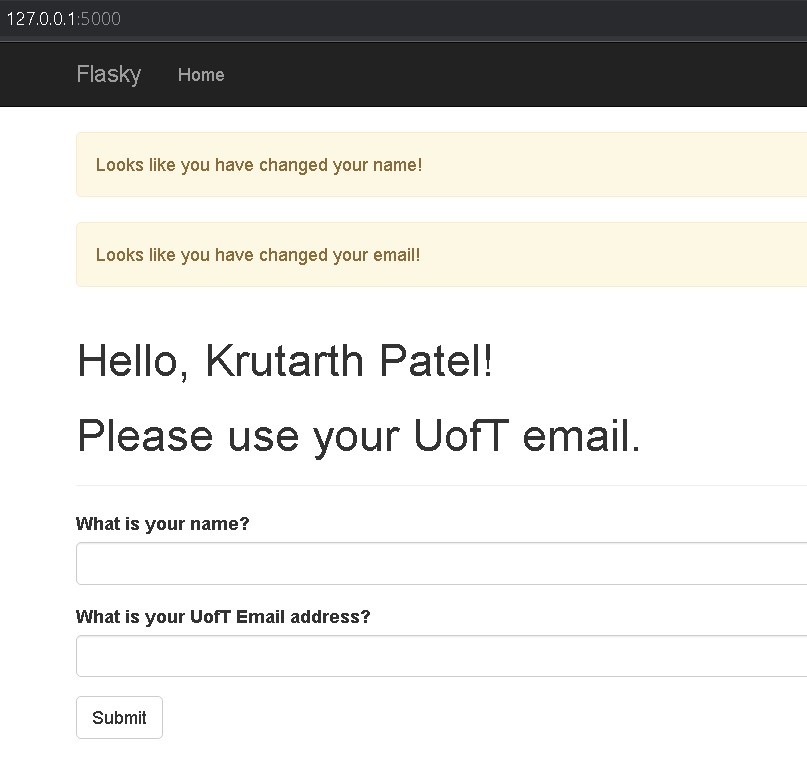 127.0.0.1:5000
Flasky Home
Looks like you have changed your name!
Looks like you have changed your email!
Hello, Krutarth Patel!
Please use your UofT email.
What is your name?
What is your UofT Email address?
Submit